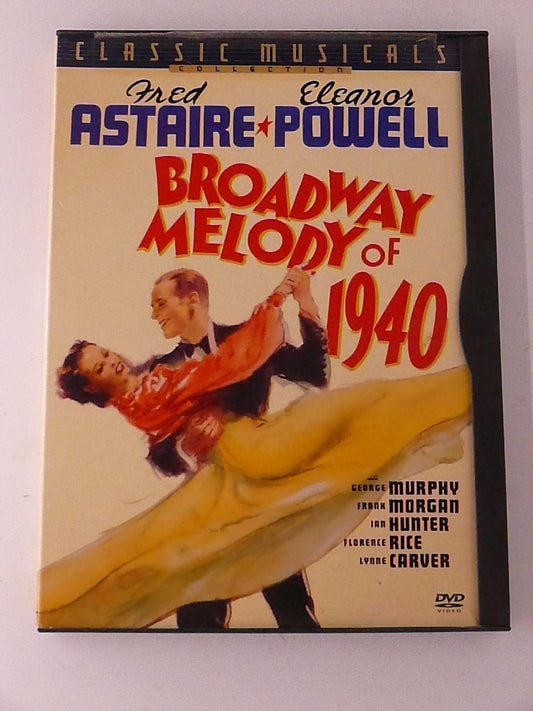 CLASSIC MUSICALS
COLLECTION
Fred Eleanor
ASTAIRE POWELL
BROADWAY
MELODY OF
1940
GEORGE MURPHY
FRANK MORGAN
IAN HUNTER
FLORENCE RICE
LYNNE CARVER
DVD
VIDEO